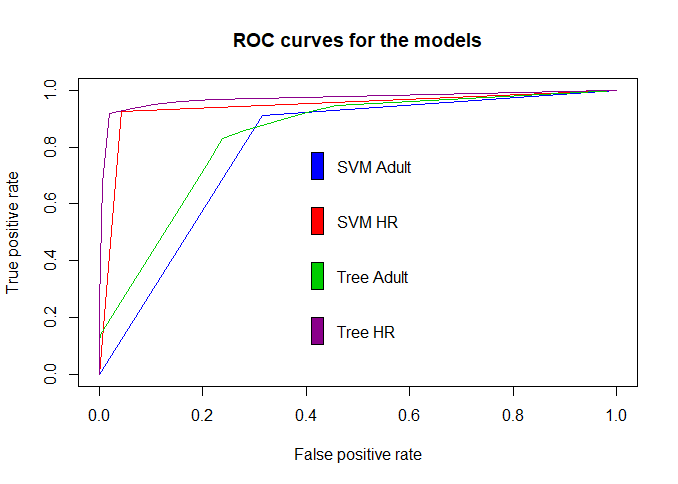 ROC curves for the models
True positive rate
1.0
0.8
0.6
0.4
0.2
0.0
SVM Adult
SVM HR
Tree Adult
Tree HR
0.0 0.2 0.4 0.6 0.8 1.0
False positive rate